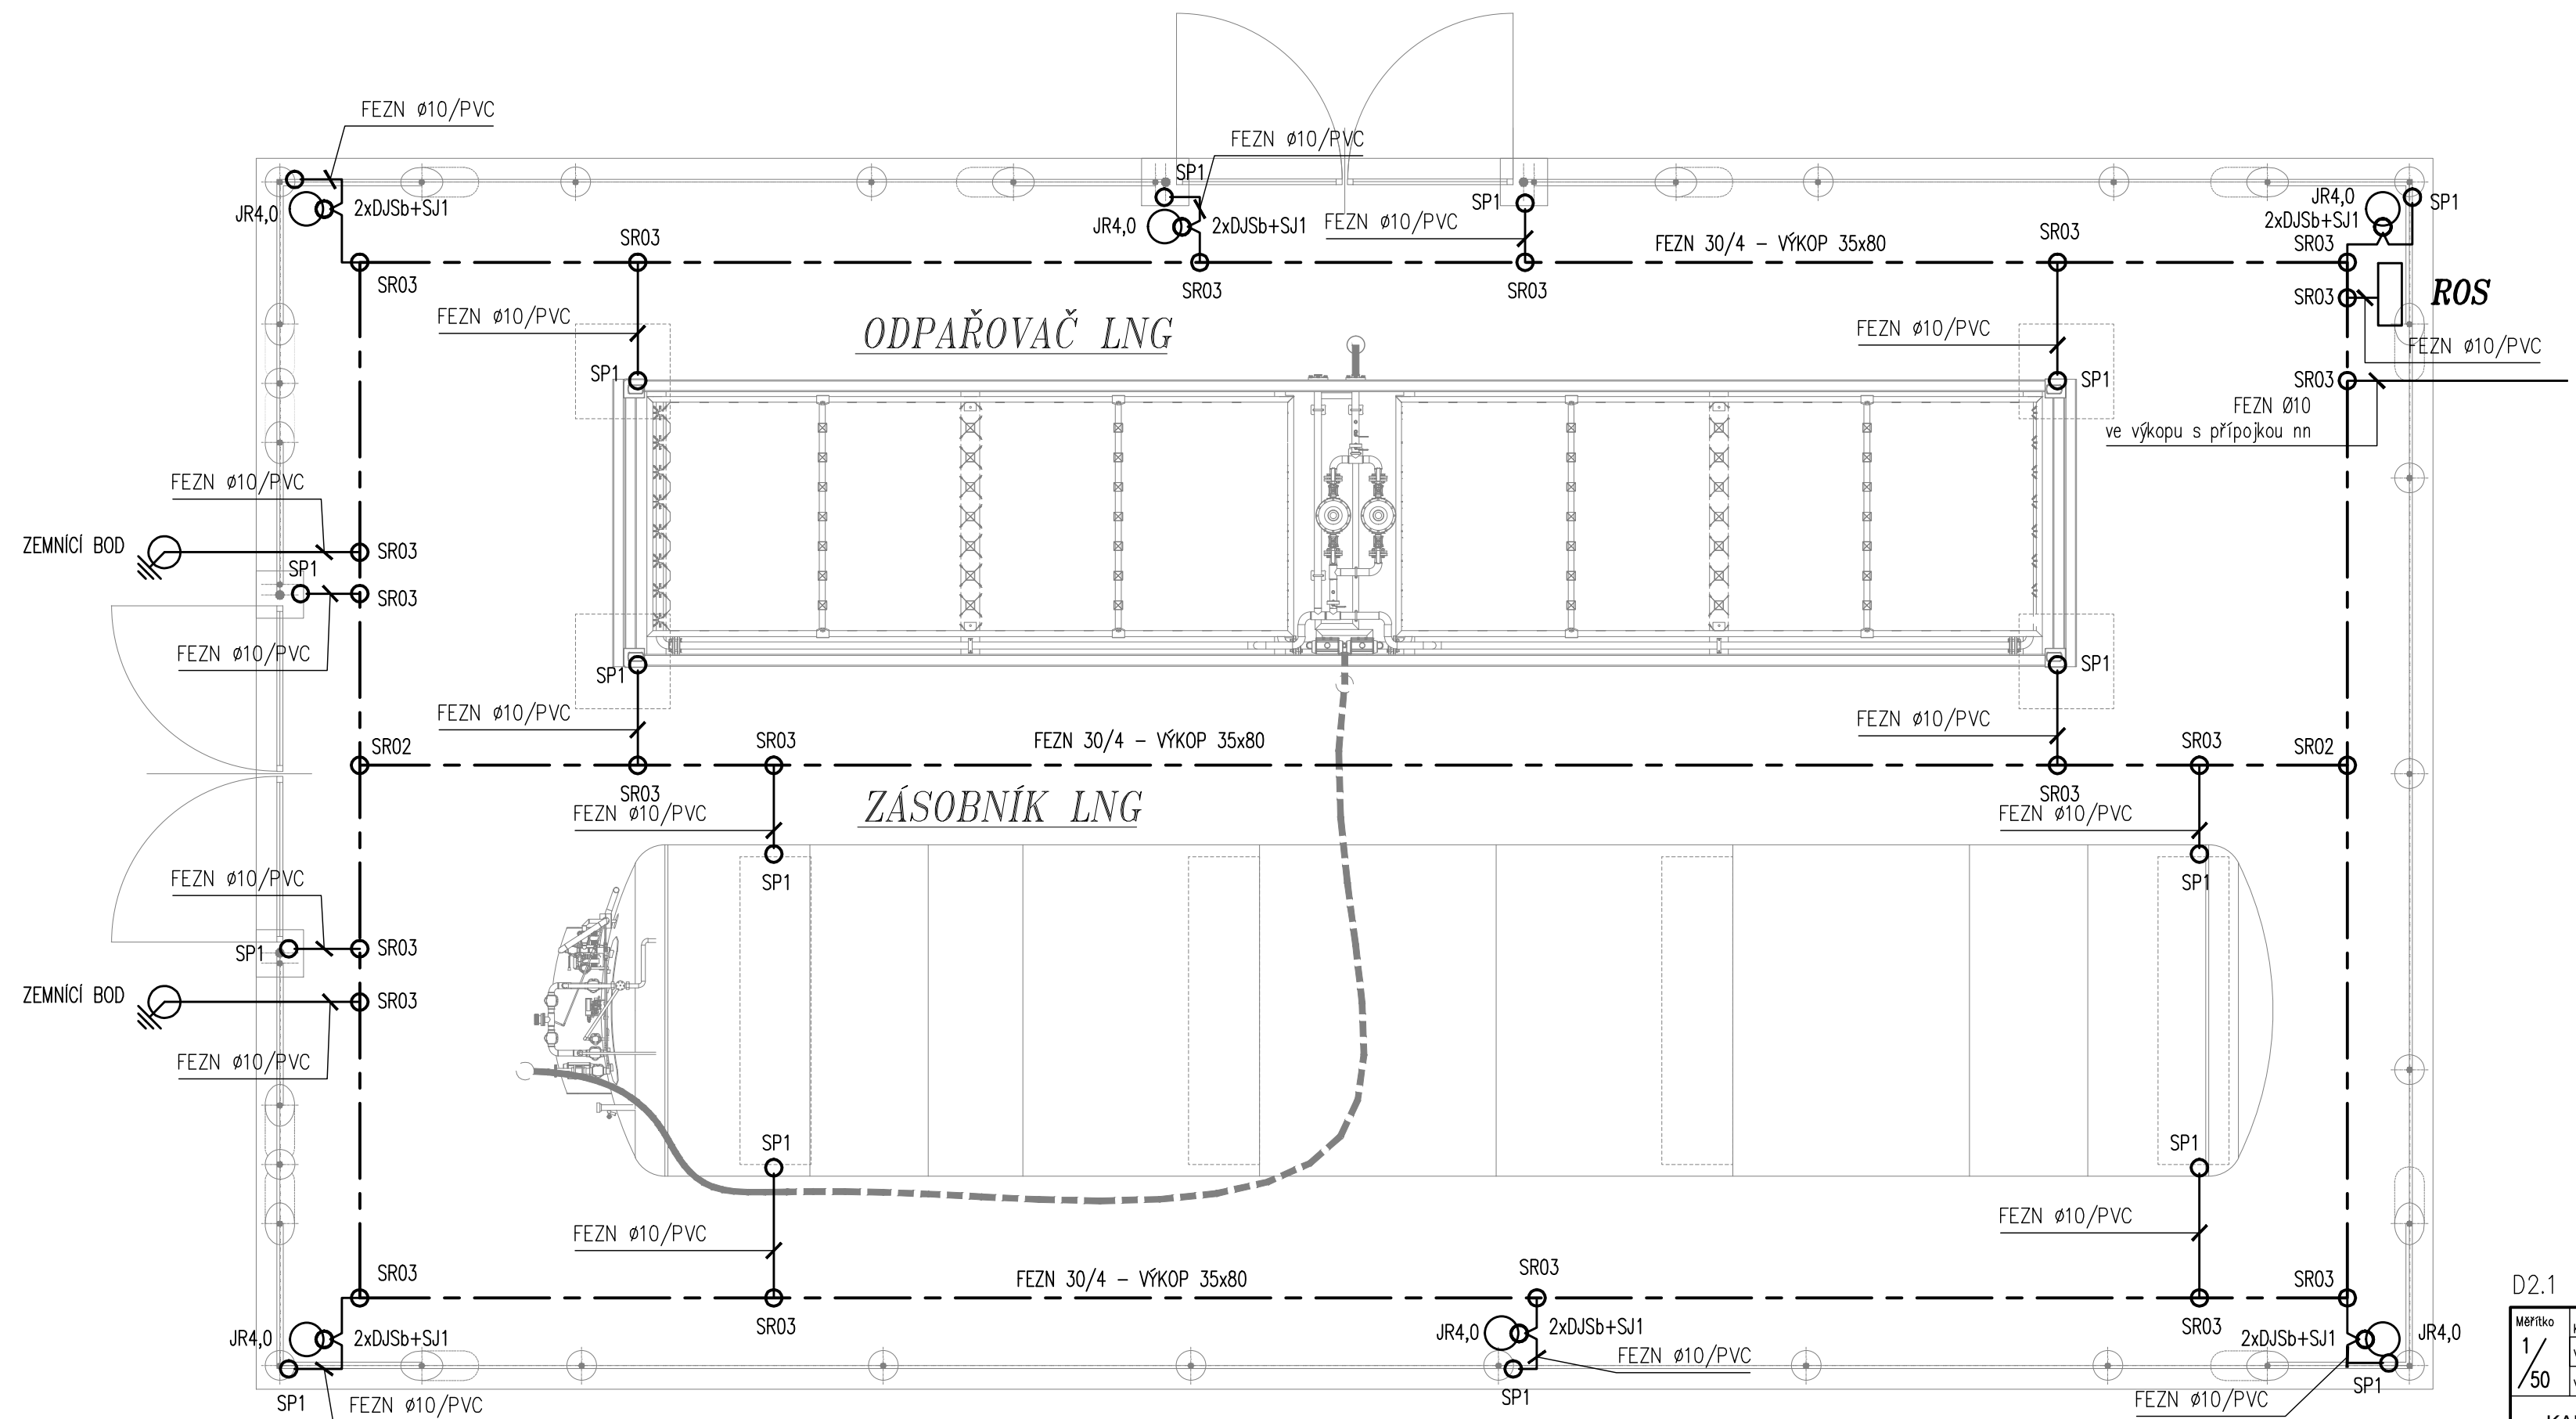 FEZN ø10/PVC
FEZN ø10/PVC
SP1
JR4,0
2xDJSb+SJ1
JR4,0
2xDJSb+SJ1
SP1
FEZN ø10/PVC
JR4,0
SP1
2xDJSb+SJ1
SR03
FEZN 30/4 – VÝKOP 35x80
SR03
SR03
SR03
SR03
SR03
SR03
ROS
FEZN ø10/PVC
ODPAŘOVAČ LNG
FEZN ø10/PVC
FEZN ø10/PVC
SP1
SP1
SR03
FEZN Ø10
ve výkopu s přípojkou nn
FEZN ø10/PVC
ZEMNÍCÍ BOD
SR03
SP1
SR03
FEZN ø10/PVC
SP1
SP1
FEZN ø10/PVC
FEZN ø10/PVC
SR02
SR03
FEZN 30/4 – VÝKOP 35x80
SR03
SR02
SR03
SR03
ZÁSOBNÍK LNG
FEZN ø10/PVC
FEZN ø10/PVC
FEZN ø10/PVC
SP1
SP1
SP1
SR03
ZEMNÍCÍ BOD
SR03
FEZN ø10/PVC
SP1
SP1
FEZN ø10/PVC
FEZN ø10/PVC
SR03
FEZN 30/4 – VÝKOP 35x80
SR03
SR03
D2.1
SR03
SR03
JR4,0
2xDJSb+SJ1
JR4,0
2xDJSb+SJ1
2xDJSb+SJ1
JR4,0
Měřítko
1/50
FEZN ø10/PVC
SP1
FEZN ø10/PVC
SP1
SP1
FEZN ø10/PVC